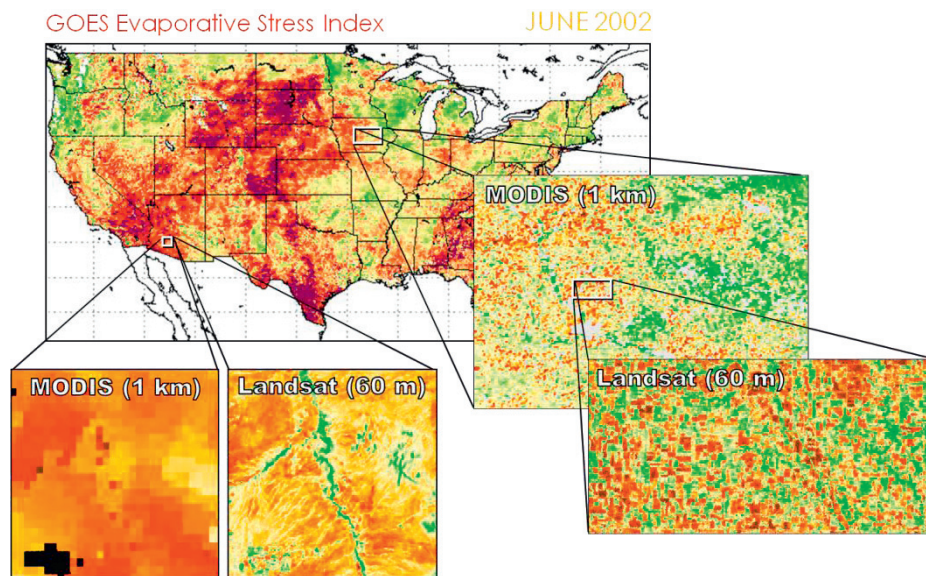 GOES Evaporative Stress Index
JUNE 2002
MODIS (1 km)
Landsat (60 m)
MODIS (1 km)
Landsat (60 m)